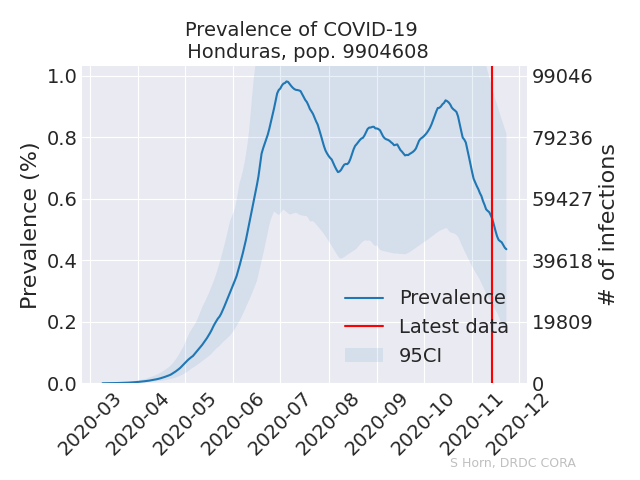 Prevalence of COVID-19
Honduras, pop. 9904608
Prevalence (%)
1.0
0.8
0.6
0.4
0.2
0.0
99046
79236
59427
39618
19809
0
# of infections
Prevalence
Latest data
95CI
2020-03
2020-04
2020-05
2020-06
2020-07
2020-08
2020-09
2020-10
2020-11
2020-12
S Horn, DRDC CORA